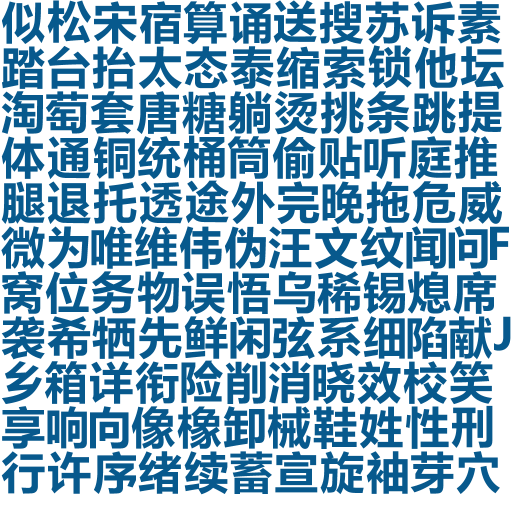 似松宋宿算诵送搜苏诉素
踏台抬太态泰缩索锁他坛
淘萄套唐糖躺烫挑条跳提
体通铜统桶筒偷贴听庭推
腿退托透途外完晚拖危威
微为唯维伟伪汪文纹闻问F
窝位务物误悟乌稀锡熄席
袭希牺先鲜闲弦系细陷献J
乡箱详衔险削消晓效校笑
享响向像橡卸械鞋姓性刑
行许序绪续蓄宣旋袖芽穴